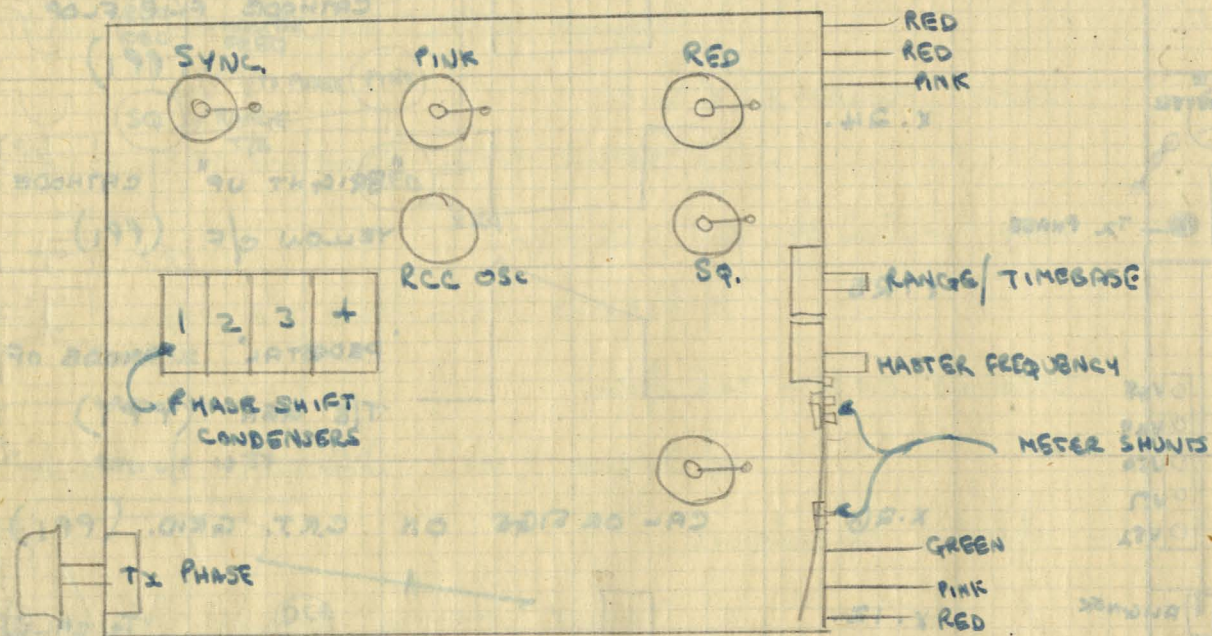 RED
RED
PINK
SYNC.
PINK
RED
RCC OSC
SQ.
RANGE/ TIMEBASE
1 2 3 4
MASTER FREQUENCY
PHASE SHIFT
CONDENSERS
METER SHUNTS
GREEN
Tx PHASE
PINK
RED